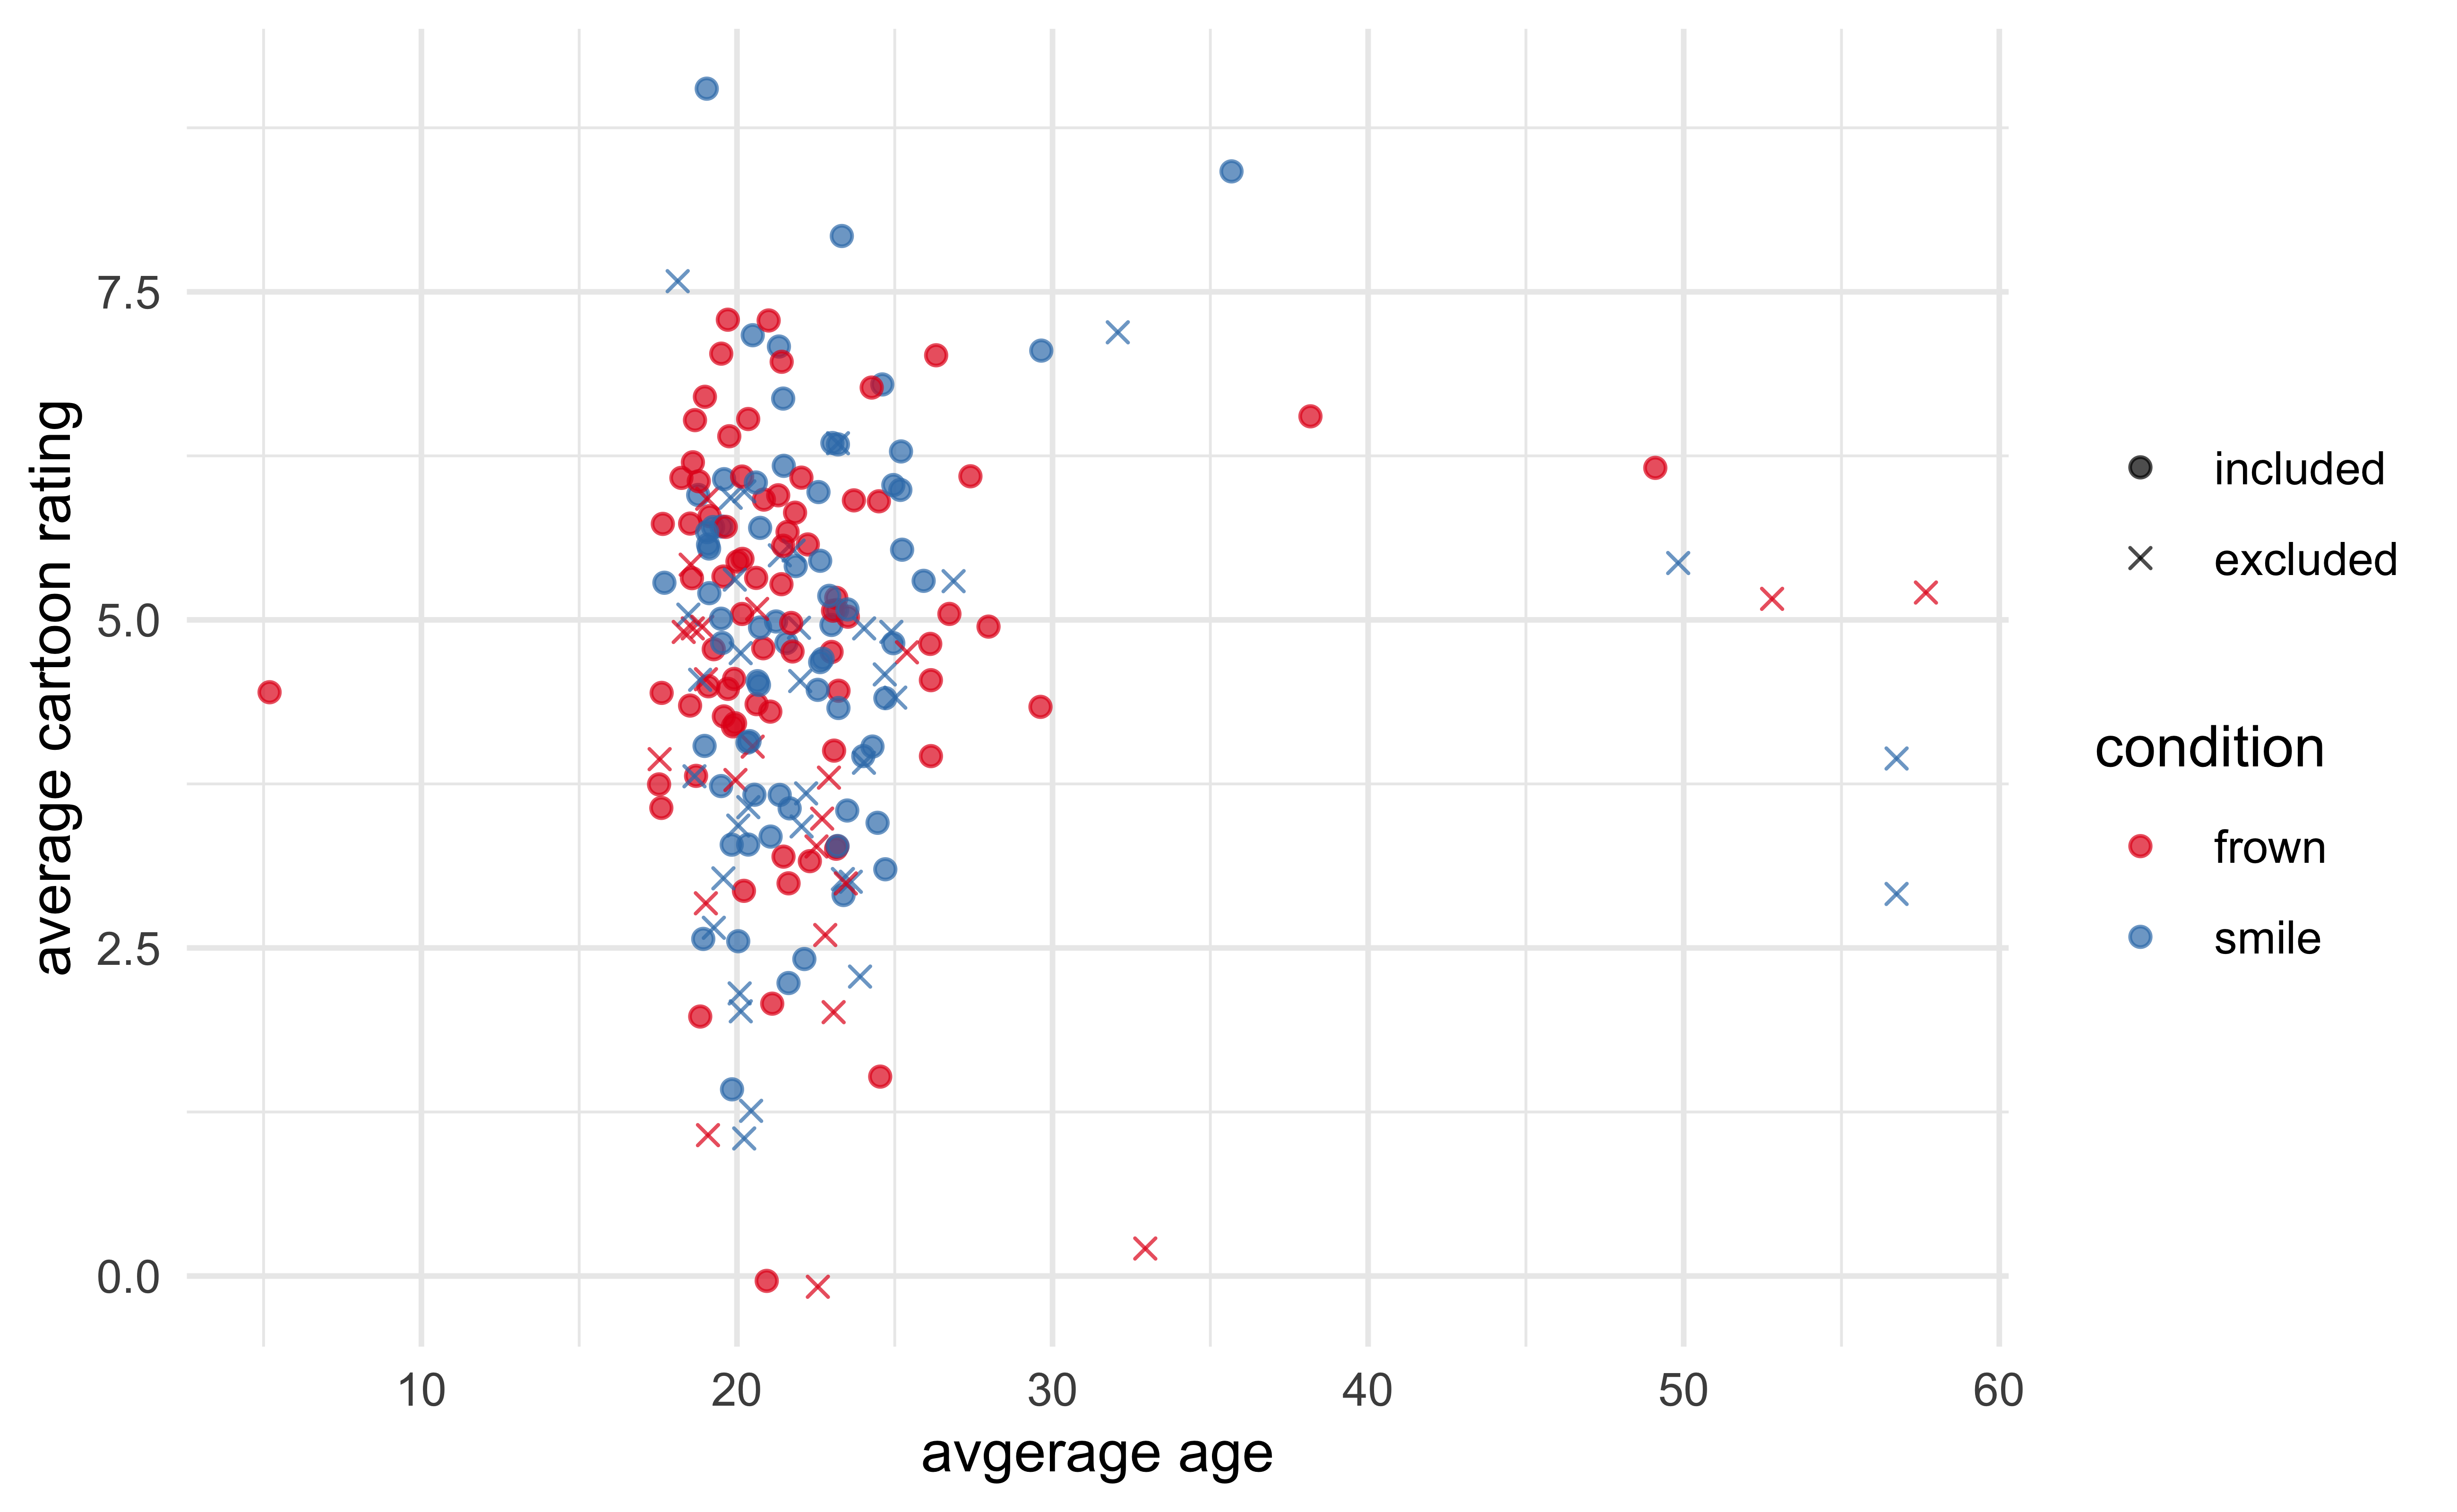 average cartoon rating
7.5
5.0
2.5
0.0
10
20
30
40
50
60
avgerage age
included
excluded
condition
frown
smile